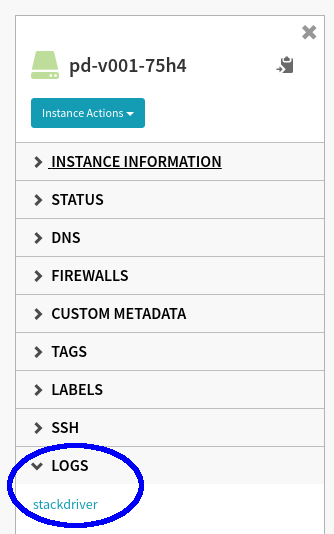 pd-v001-75h4
Instance Actions
INSTANCE INFORMATION
STATUS
DNS
FIREWALLS
CUSTOM METADATA
TAGS
LABELS
SSH
LOGS
stackdriver